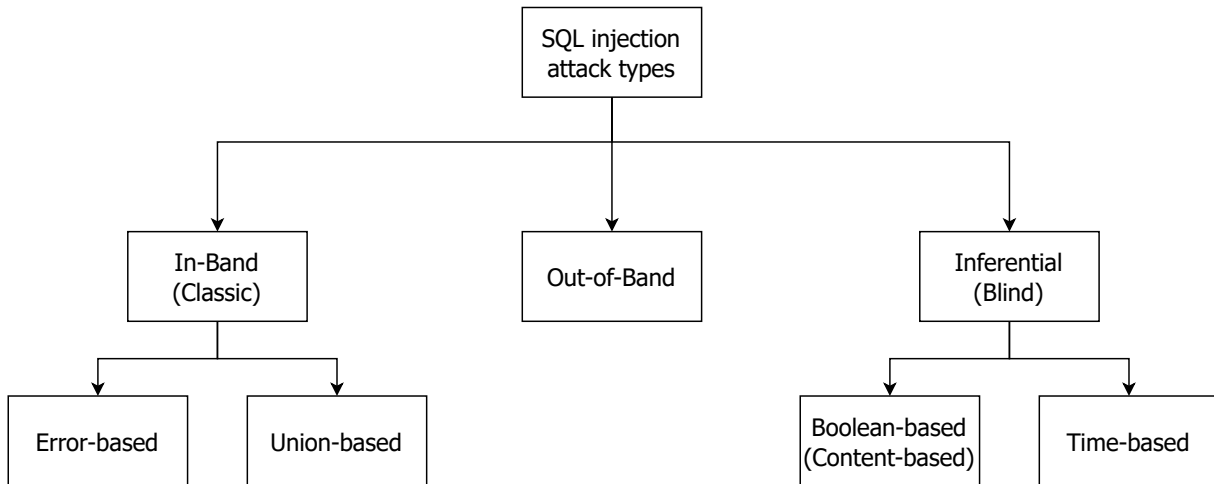 SQL injection
attack types
In-Band
(Classic)
Out-of-Band
Inferential
(Blind)
Error-based
Union-based
Boolean-based
(Content-based)
Time-based